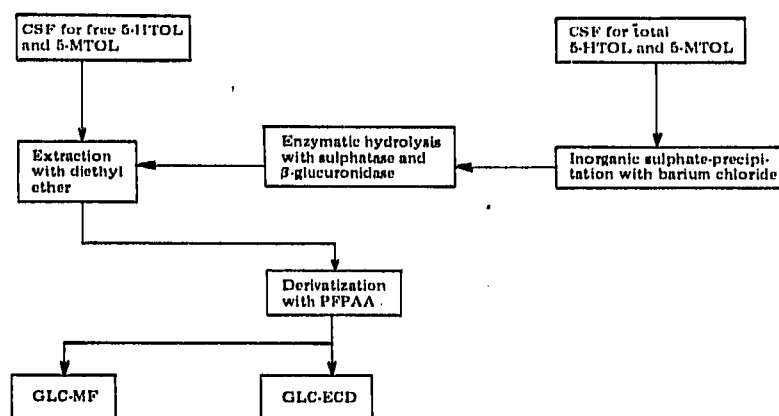 CSF for free 5-HTOL
and 5-MTOL
CSF for total
5-HTOL and 5-MTOL
Extraction
with diethyl
ether
Enzymatic hydrolysis
with sulphatase and
β-glucuronidase
Inorganic sulphate-precipi-
tation with barium chloride
Derivatization
with PFPAA
GLC-MF
GLC-ECD